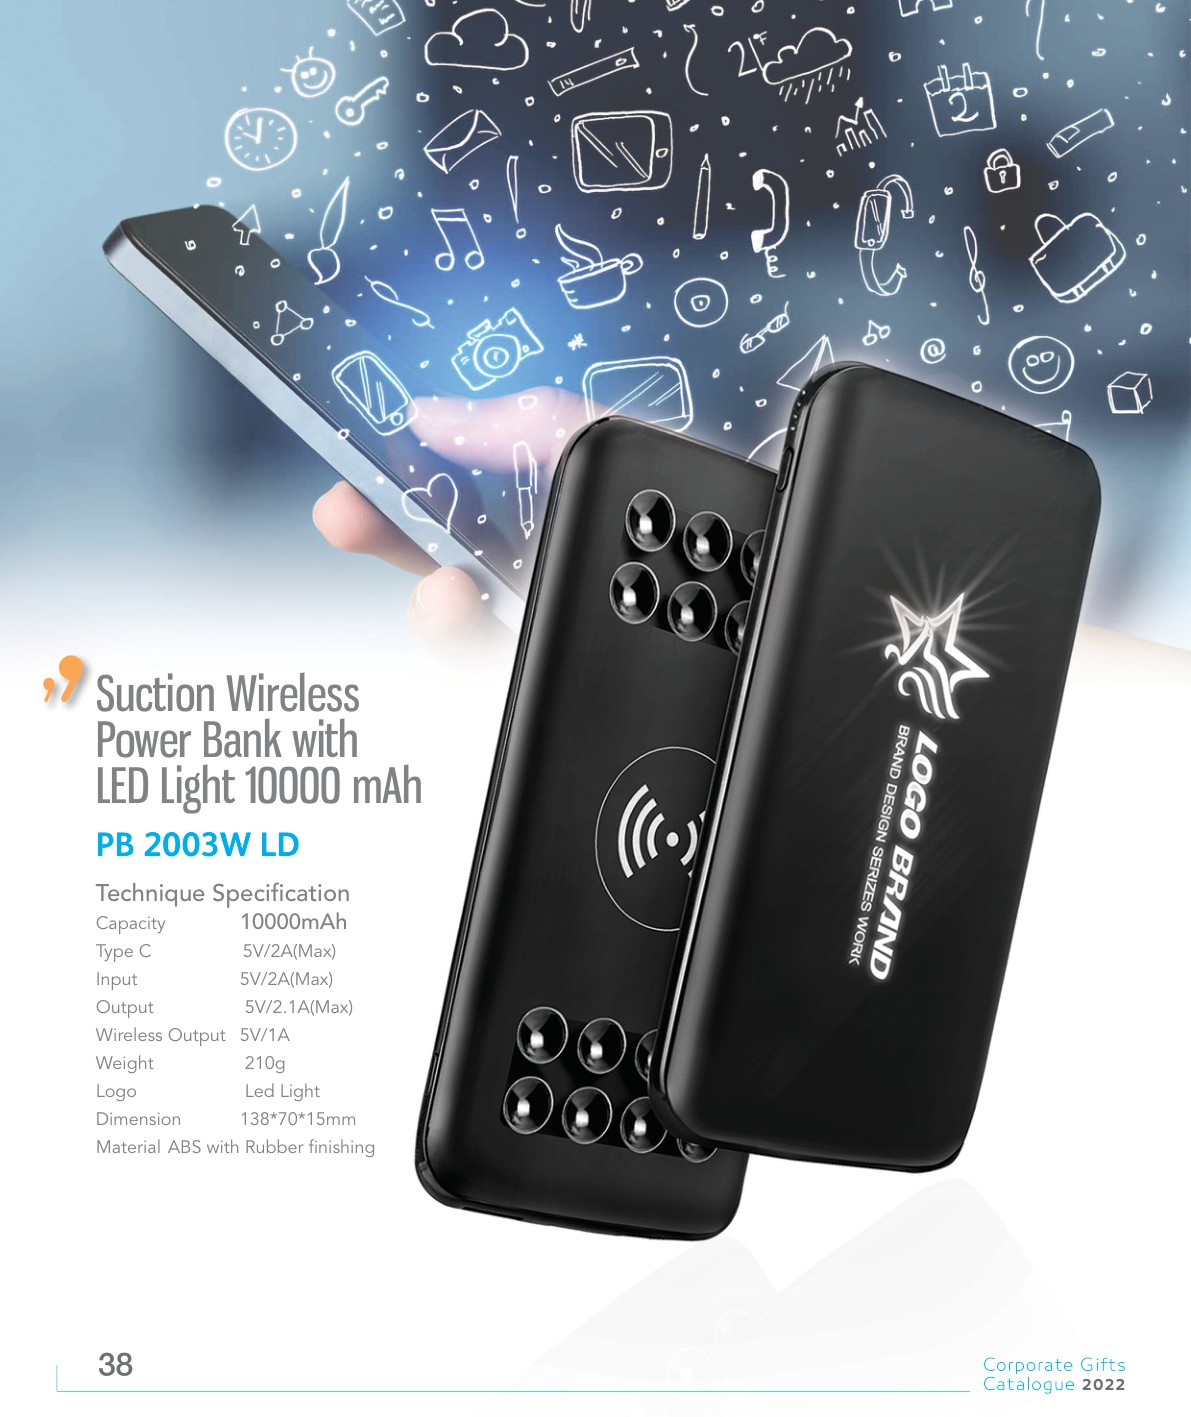 2°F
14
2
@
Suction Wireless
Power Bank with
LED Light 10000 mAh
PB 2003W LD
Technique Specification
Capacity 10000mAh
Type C 5V/2A(Max)
Input 5V/2A(Max)
Output 5V/2.1A(Max)
Wireless Output 5V/1A
Weight 210g
Logo Led Light
Dimension 138*70*15mm
Material ABS with Rubber finishing
LOGO BRAND
BRAND DESIGN SERIZES WORK
38
Corporate Gifts
Catalogue 2022